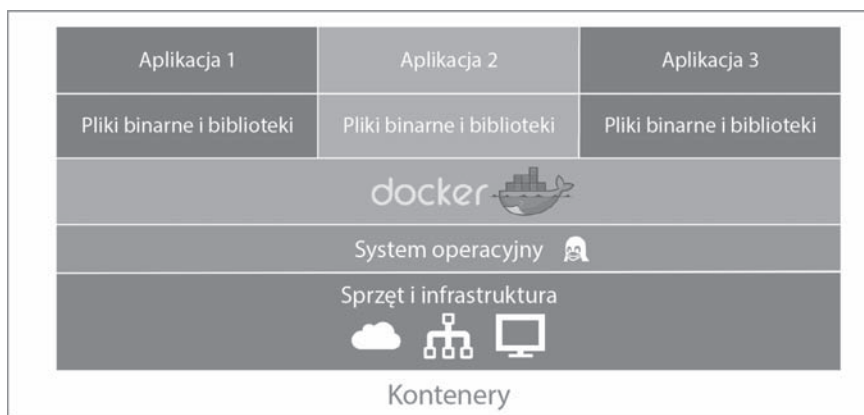 Aplikacja 1
Aplikacja 2
Aplikacja 3
Pliki binarne i biblioteki
Pliki binarne i biblioteki
Pliki binarne i biblioteki
docker
System operacyjny
Sprzęt i infrastruktura
Kontenery